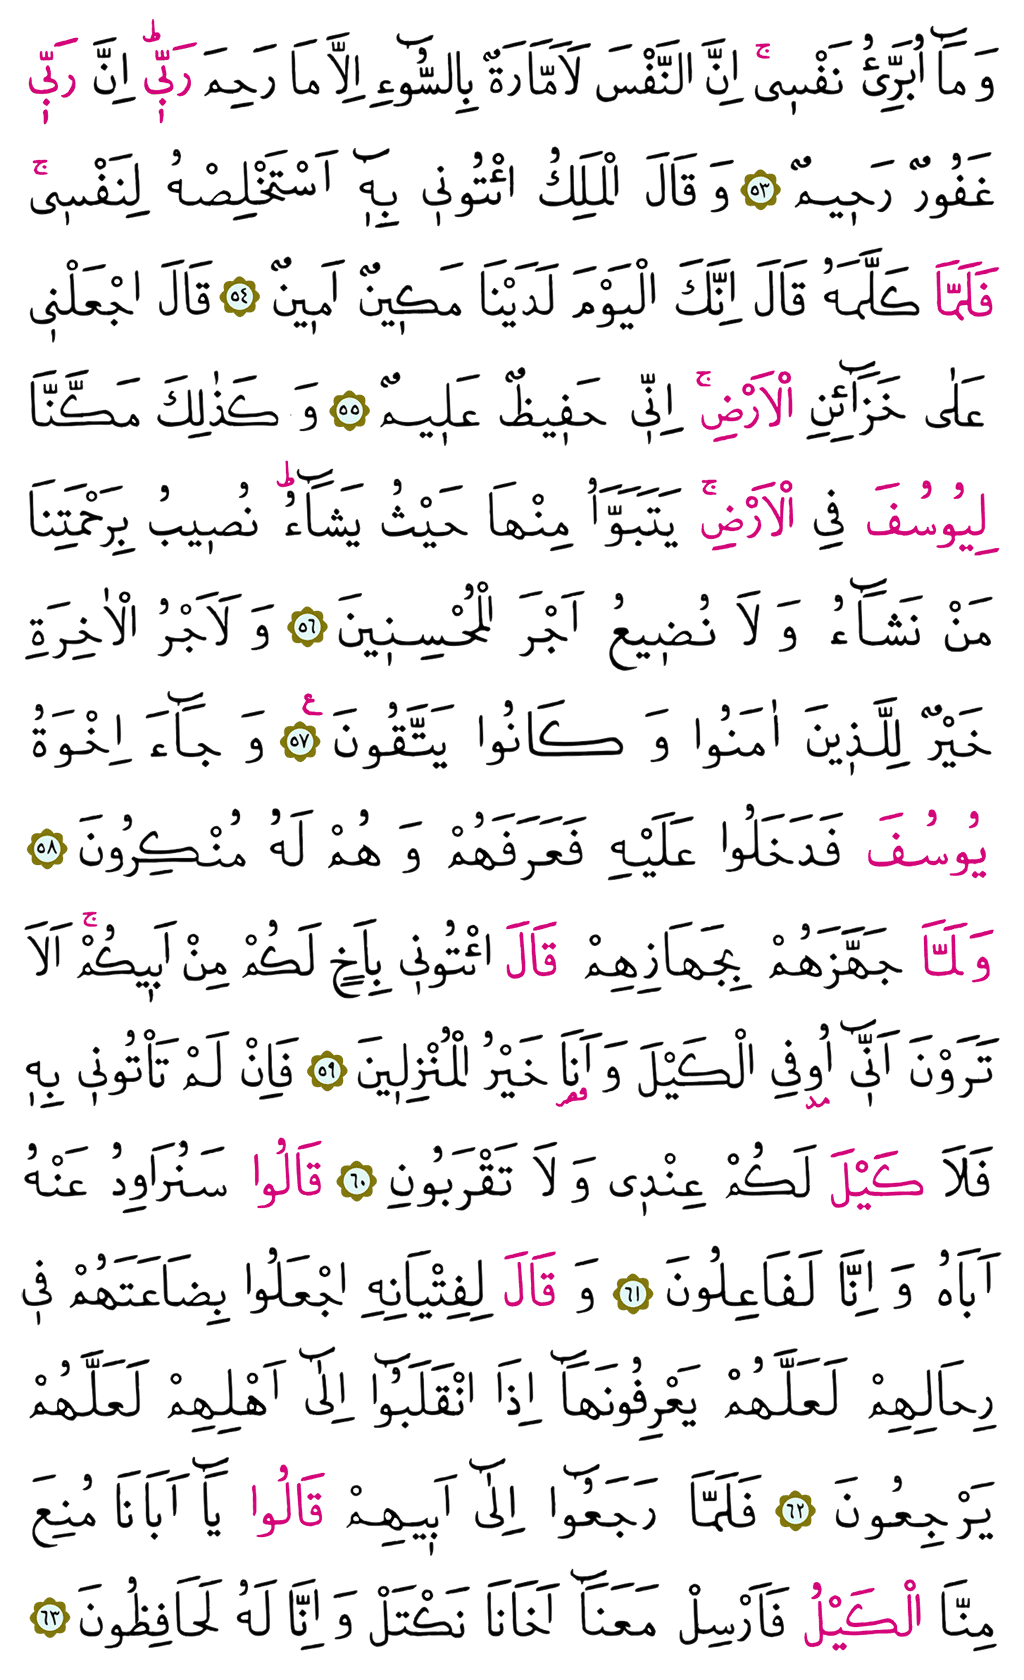 وَمَٓا اُبَرِّئُ نَفْسٖىۚ اِنَّ النَّفْسَ لَاَمَّارَةٌ بِالسُّٓوءِ اِلَّا مَا رَحِمَ رَبّٖىؕ اِنَّ رَبّٖى
غَفُورٌ رَحٖيمٌ ﴿٥٣﴾ وَقَالَ الْمَلِكُ ائْتُونٖى بِهٖٓ اَسْتَخْلِصْهُ لِنَفْسٖىۚ
فَلَمَّا كَلَّمَهُ قَالَ اِنَّكَ الْيَوْمَ لَدَيْنَا مَكٖينٌ اَمٖينٌ ﴿٥٤﴾ قَالَ اجْعَلْنٖى
عَلٰى خَزَٓائِنِ الْاَرْضِۚ اِنّٖى حَفٖيظٌ عَلٖيمٌ ﴿٥٥﴾ وَكَذٰلِكَ مَكَّنَّا
لِيُوسُفَ فِي الْاَرْضِۚ يَتَبَوَّاُ مِنْهَا حَيْثُ يَشَٓاءُؕ نُصٖيبُ بِرَحْمَتِنَا
مَنْ نَشَٓاءُ وَلَا نُضٖيعُ اَجْرَ الْمُحْسِنٖينَ ﴿٥٦﴾ وَلَاَجْرُ الْاٰخِرَةِ
خَيْرٌ لِلَّذٖينَ اٰمَنُوا وَكَانُوا يَتَّقُونَ ﴿٥٧﴾ع وَجَٓاءَ اِخْوَةُ
يُوسُفَ فَدَخَلُوا عَلَيْهِ فَعَرَفَهُمْ وَهُمْ لَهُ مُنْكِرُونَ ﴿٥٨﴾
وَلَمَّا جَهَّزَهُمْ بِجَهَازِهِمْ قَالَ ائْتُونٖى بِاَخٍ لَكُمْ مِنْ اَبٖيكُمْۚ اَلَا
تَرَوْنَ اَنّٖٓى اُوفِي الْكَيْلَ وَاَنَا خَيْرُ الْمُنْزِلٖينَ ﴿٥٩﴾ فَاِنْ لَمْ تَاْتُونٖى بِهٖ
مد قصر
فَلَا كَيْلَ لَكُمْ عِنْدٖى وَلَا تَقْرَبُونِ ﴿٦٠﴾ قَالُوا سَنُرَاوِدُ عَنْهُ
اَبَاهُ وَاِنَّا لَفَاعِلُونَ ﴿٦١﴾ وَقَالَ لِفِتْيَانِهِ اجْعَلُوا بِضَاعَتَهُمْ فٖى
رِحَالِهِمْ لَعَلَّهُمْ يَعْرِفُونَهَٓا اِذَا انْقَلَبُٓوا اِلٰٓى اَهْلِهِمْ لَعَلَّهُمْ
يَرْجِعُونَ ﴿٦٢﴾ فَلَمَّا رَجَعُٓوا اِلٰٓى اَبٖيهِمْ قَالُوا يَٓا اَبَانَا مُنِعَ
مِنَّا الْكَيْلُ فَاَرْسِلْ مَعَنَٓا اَخَانَا نَكْتَلْ وَاِنَّا لَهُ لَحَافِظُونَ ﴿٦٣﴾